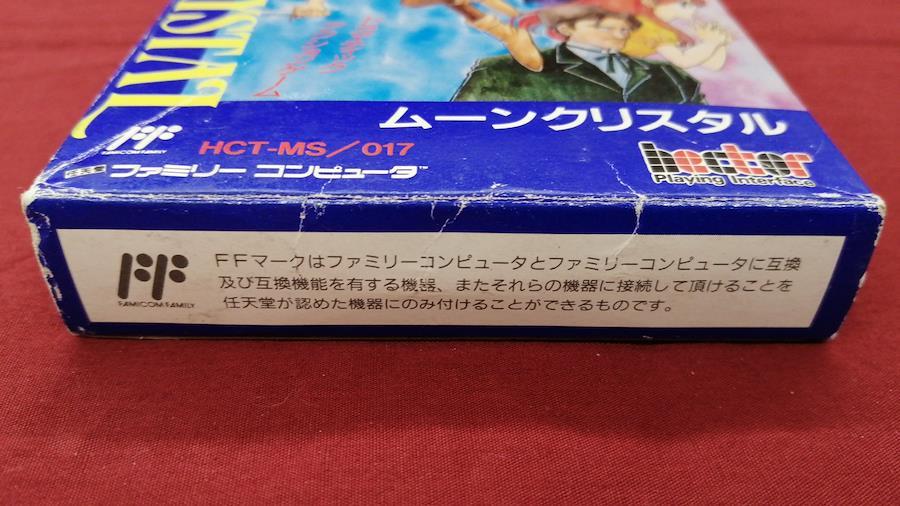 YSTAL
ムーンクリスタル
FAMICOM FAMILY
HCT-MS/017
ファミリー コンピュータ™
hector
Playing Interface
FAMICOM FAMILY
FFマークはファミリーコンピュータとファミリーコンピュータに互換
及び互換機能を有する機器、またそれらの機器に接続して頂けることを
任天堂が認めた機器にのみ付けることができるものです。